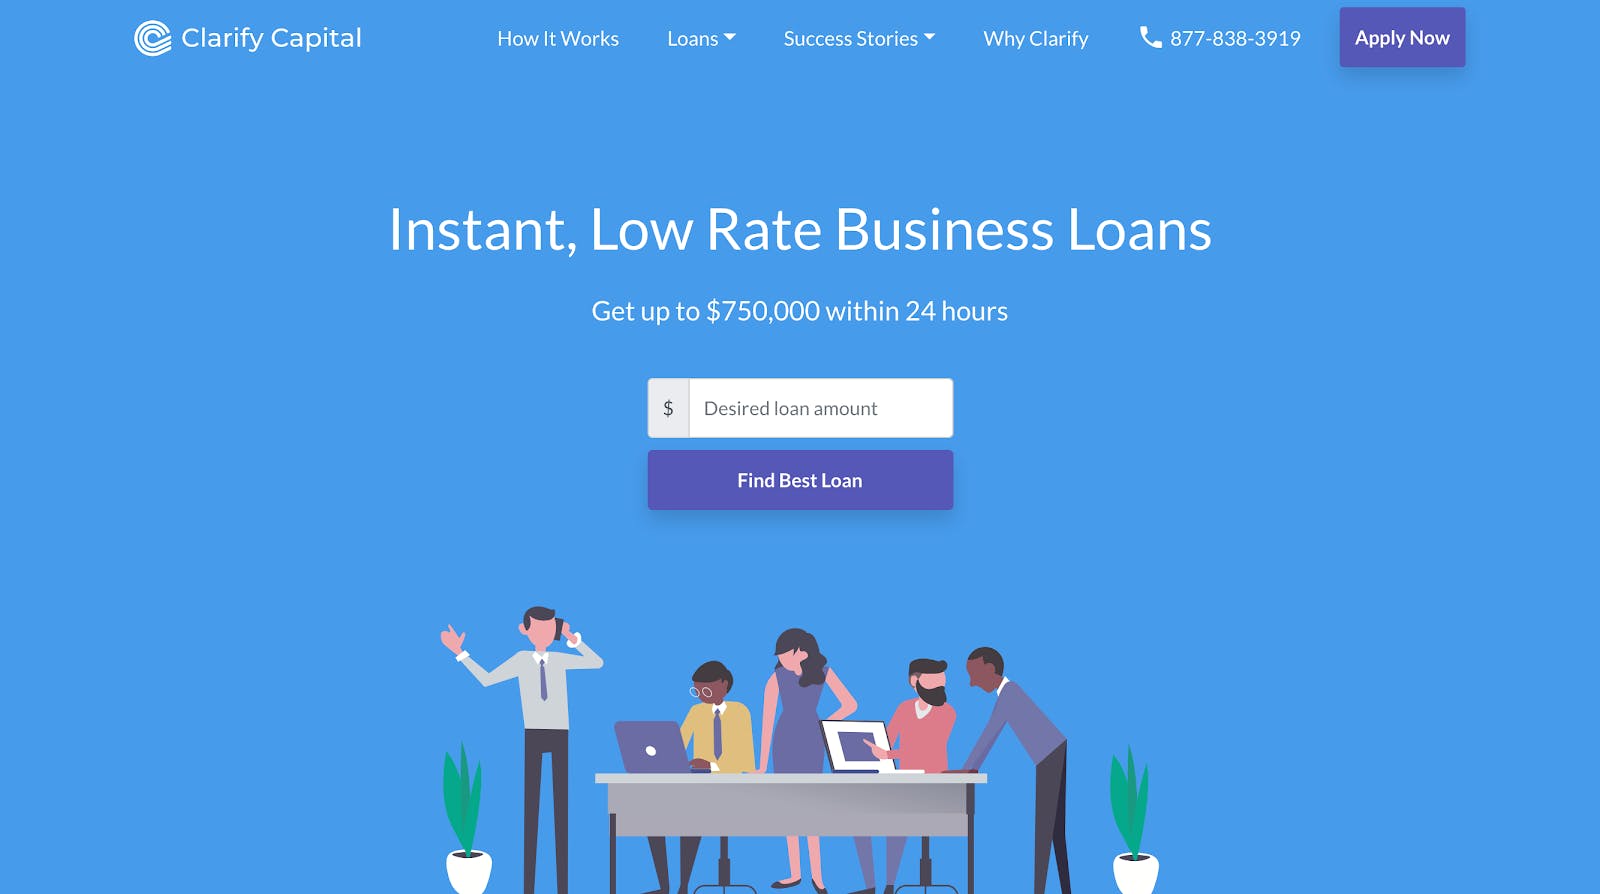 Clarify Capital
How It Works
Loans
Success Stories
Why Clarify
877-838-3919
Apply Now
Instant, Low Rate Business Loans
Get up to $750,000 within 24 hours
$ Desired loan amount
Find Best Loan